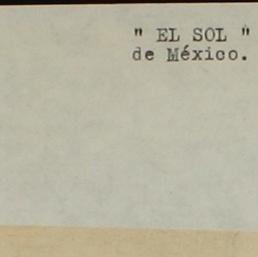 " EL SOL "
de México.